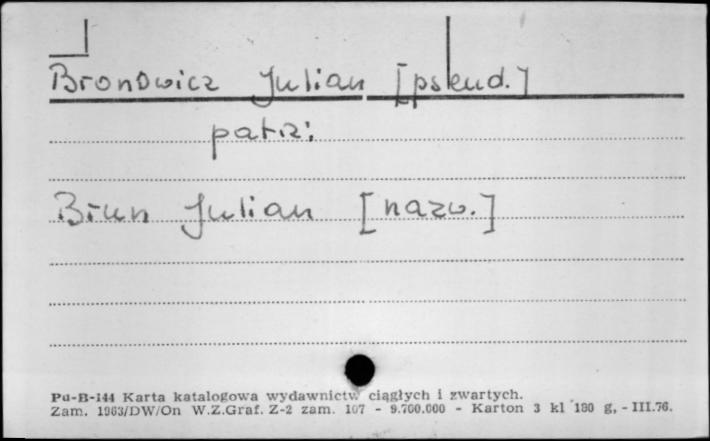 Bronowicz Julian [pseud.]
patrz:
Brun Julian [nazw.]
Pu-B-144 Karta katalogowa wydawnictw ciągłych i zwartych.
Zam. 1963/DW/On W.Z.Graf. Z-2 zam. 107 - 9.700.000 - Karton 3 kl 180 g, - III.76.